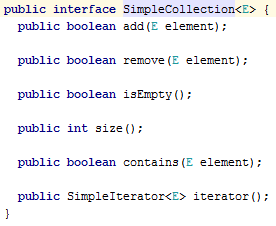 public interface SimpleCollection<E> {
public boolean add(E element);
public boolean remove(E element);
public boolean isEmpty();
public int size();
public boolean contains(E element);
public SimpleIterator<E> iterator();
}